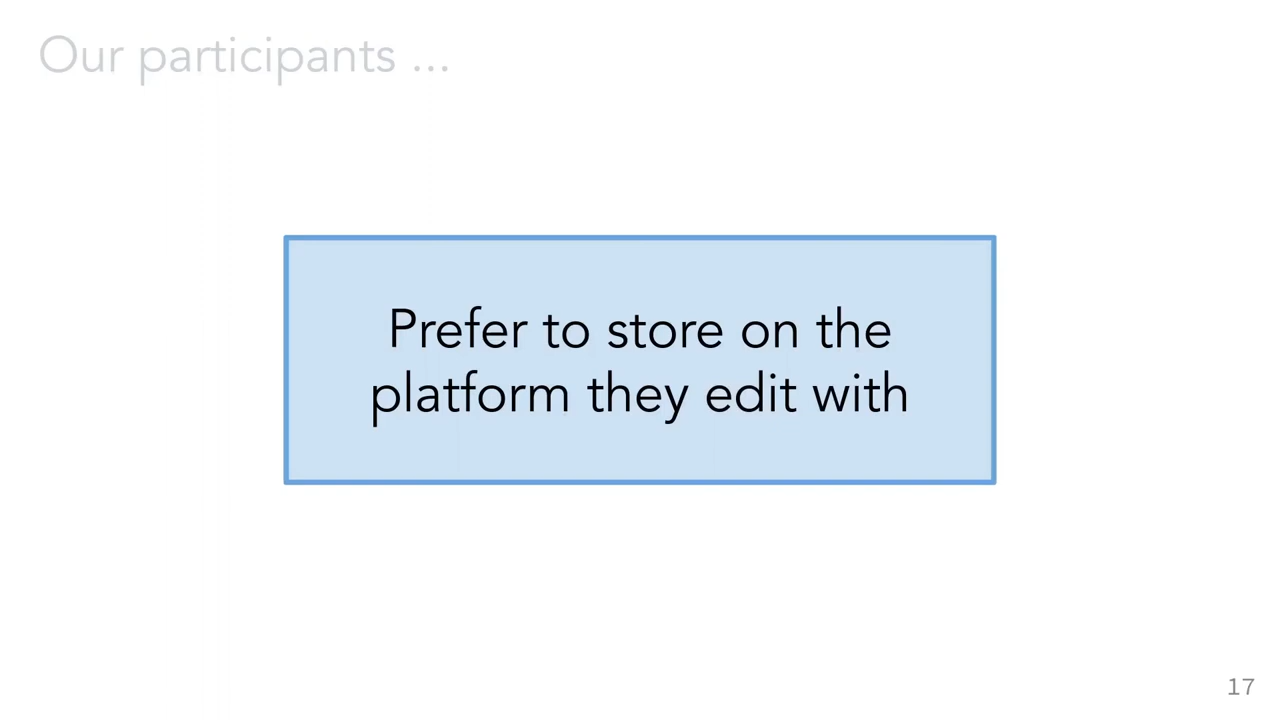 Our participants ...
Prefer to store on the
platform they edit with
17